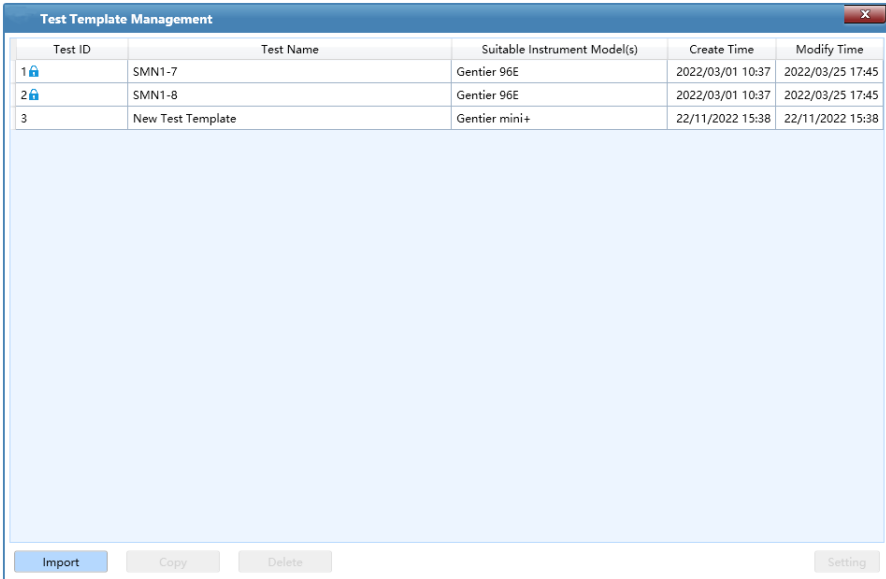 Test Template Management
Test ID Test Name Suitable Instrument Model(s) Create Time Modify Time
1 SMN1-7 Gentier 96E 2022/03/01 10:37 2022/03/25 17:45
2 SMN1-8 Gentier 96E 2022/03/01 10:37 2022/03/25 17:45
3 New Test Template Gentier mini+ 22/11/2022 15:38 22/11/2022 15:38
Import Copy Delete Setting